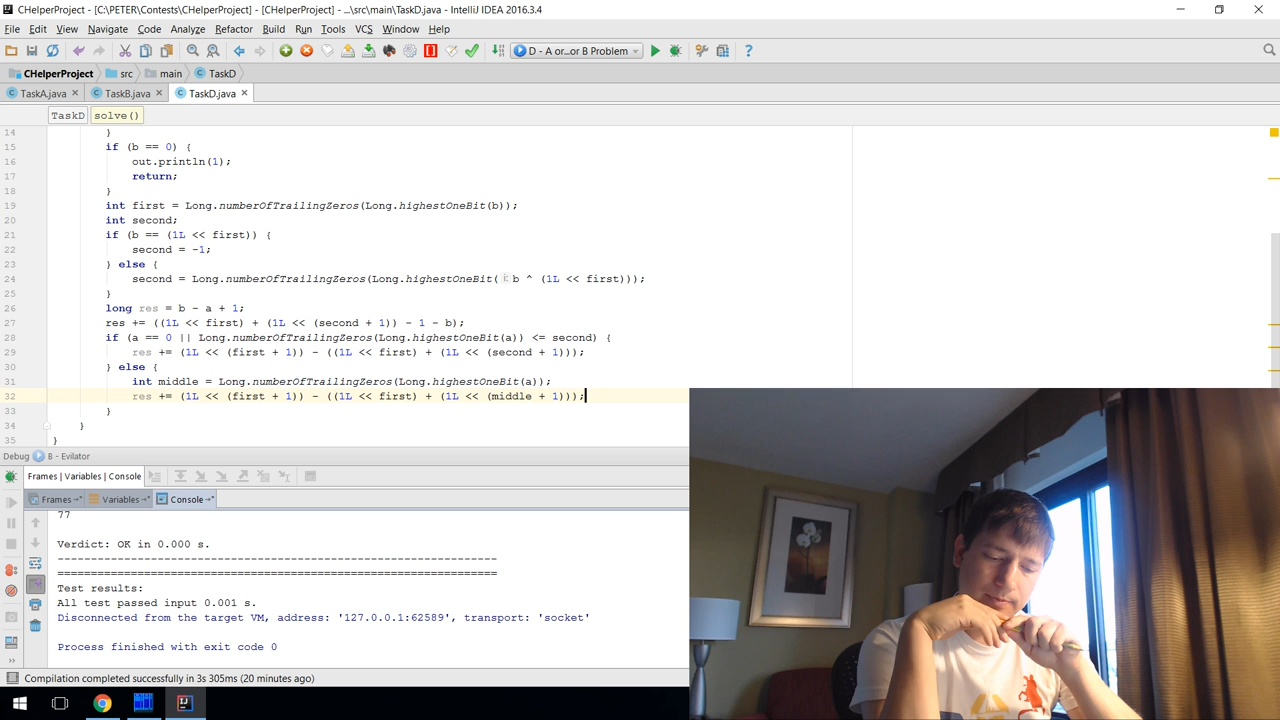 CHelperProject - [C:\PETER\Contests\CHelperProject] - [CHelperProject] - ...\src\main\TaskD.java - IntelliJ IDEA 2016.3.4
File Edit View Navigate Code Analyze Refactor Build Run Tools VCS Window Help
D - A or...or B Problem
CHelperProject src main TaskD
TaskA.java TaskB.java TaskD.java
TaskD solve()
14 }
15 if (b == 0) {
16 out.println(1);
17 return;
18 }
19 int first = Long.numberOfTrailingZeros(Long.highestOneBit(b));
20 int second;
21 if (b == (1L << first)) {
22 second = -1;
23 } else {
24 second = Long.numberOfTrailingZeros(Long.highestOneBit( b ^ (1L << first)));
25 }
26 long res = b - a + 1;
27 res += ((1L << first) + (1L << (second + 1)) - 1 - b);
28 if (a == 0 || Long.numberOfTrailingZeros(Long.highestOneBit(a)) <= second) {
29 res += (1L << (first + 1)) - ((1L << first) + (1L << (second + 1)));
30 } else {
31 int middle = Long.numberOfTrailingZeros(Long.highestOneBit(a));
32 res += (1L << (first + 1)) - ((1L << first) + (1L << (middle + 1)));
33 }
34 }
35 }
Debug B - Evilator
Frames | Variables | Console
Frames Variables Console
77
Verdict: OK in 0.000 s.
------------------------------------------------------------------
==================================================================
Test results:
All test passed input 0.001 s.
Disconnected from the target VM, address: '127.0.0.1:62589', transport: 'socket'
Process finished with exit code 0
Compilation completed successfully in 3s 305ms (20 minutes ago)